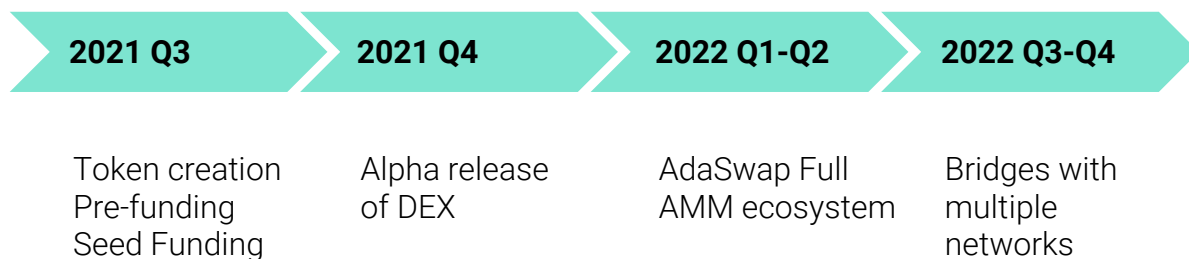 2021 Q3
2021 Q4
2022 Q1-Q2
2022 Q3-Q4
Token creation
Pre-funding
Seed Funding
Alpha release
of DEX
AdaSwap Full
AMM ecosystem
Bridges with
multiple
networks